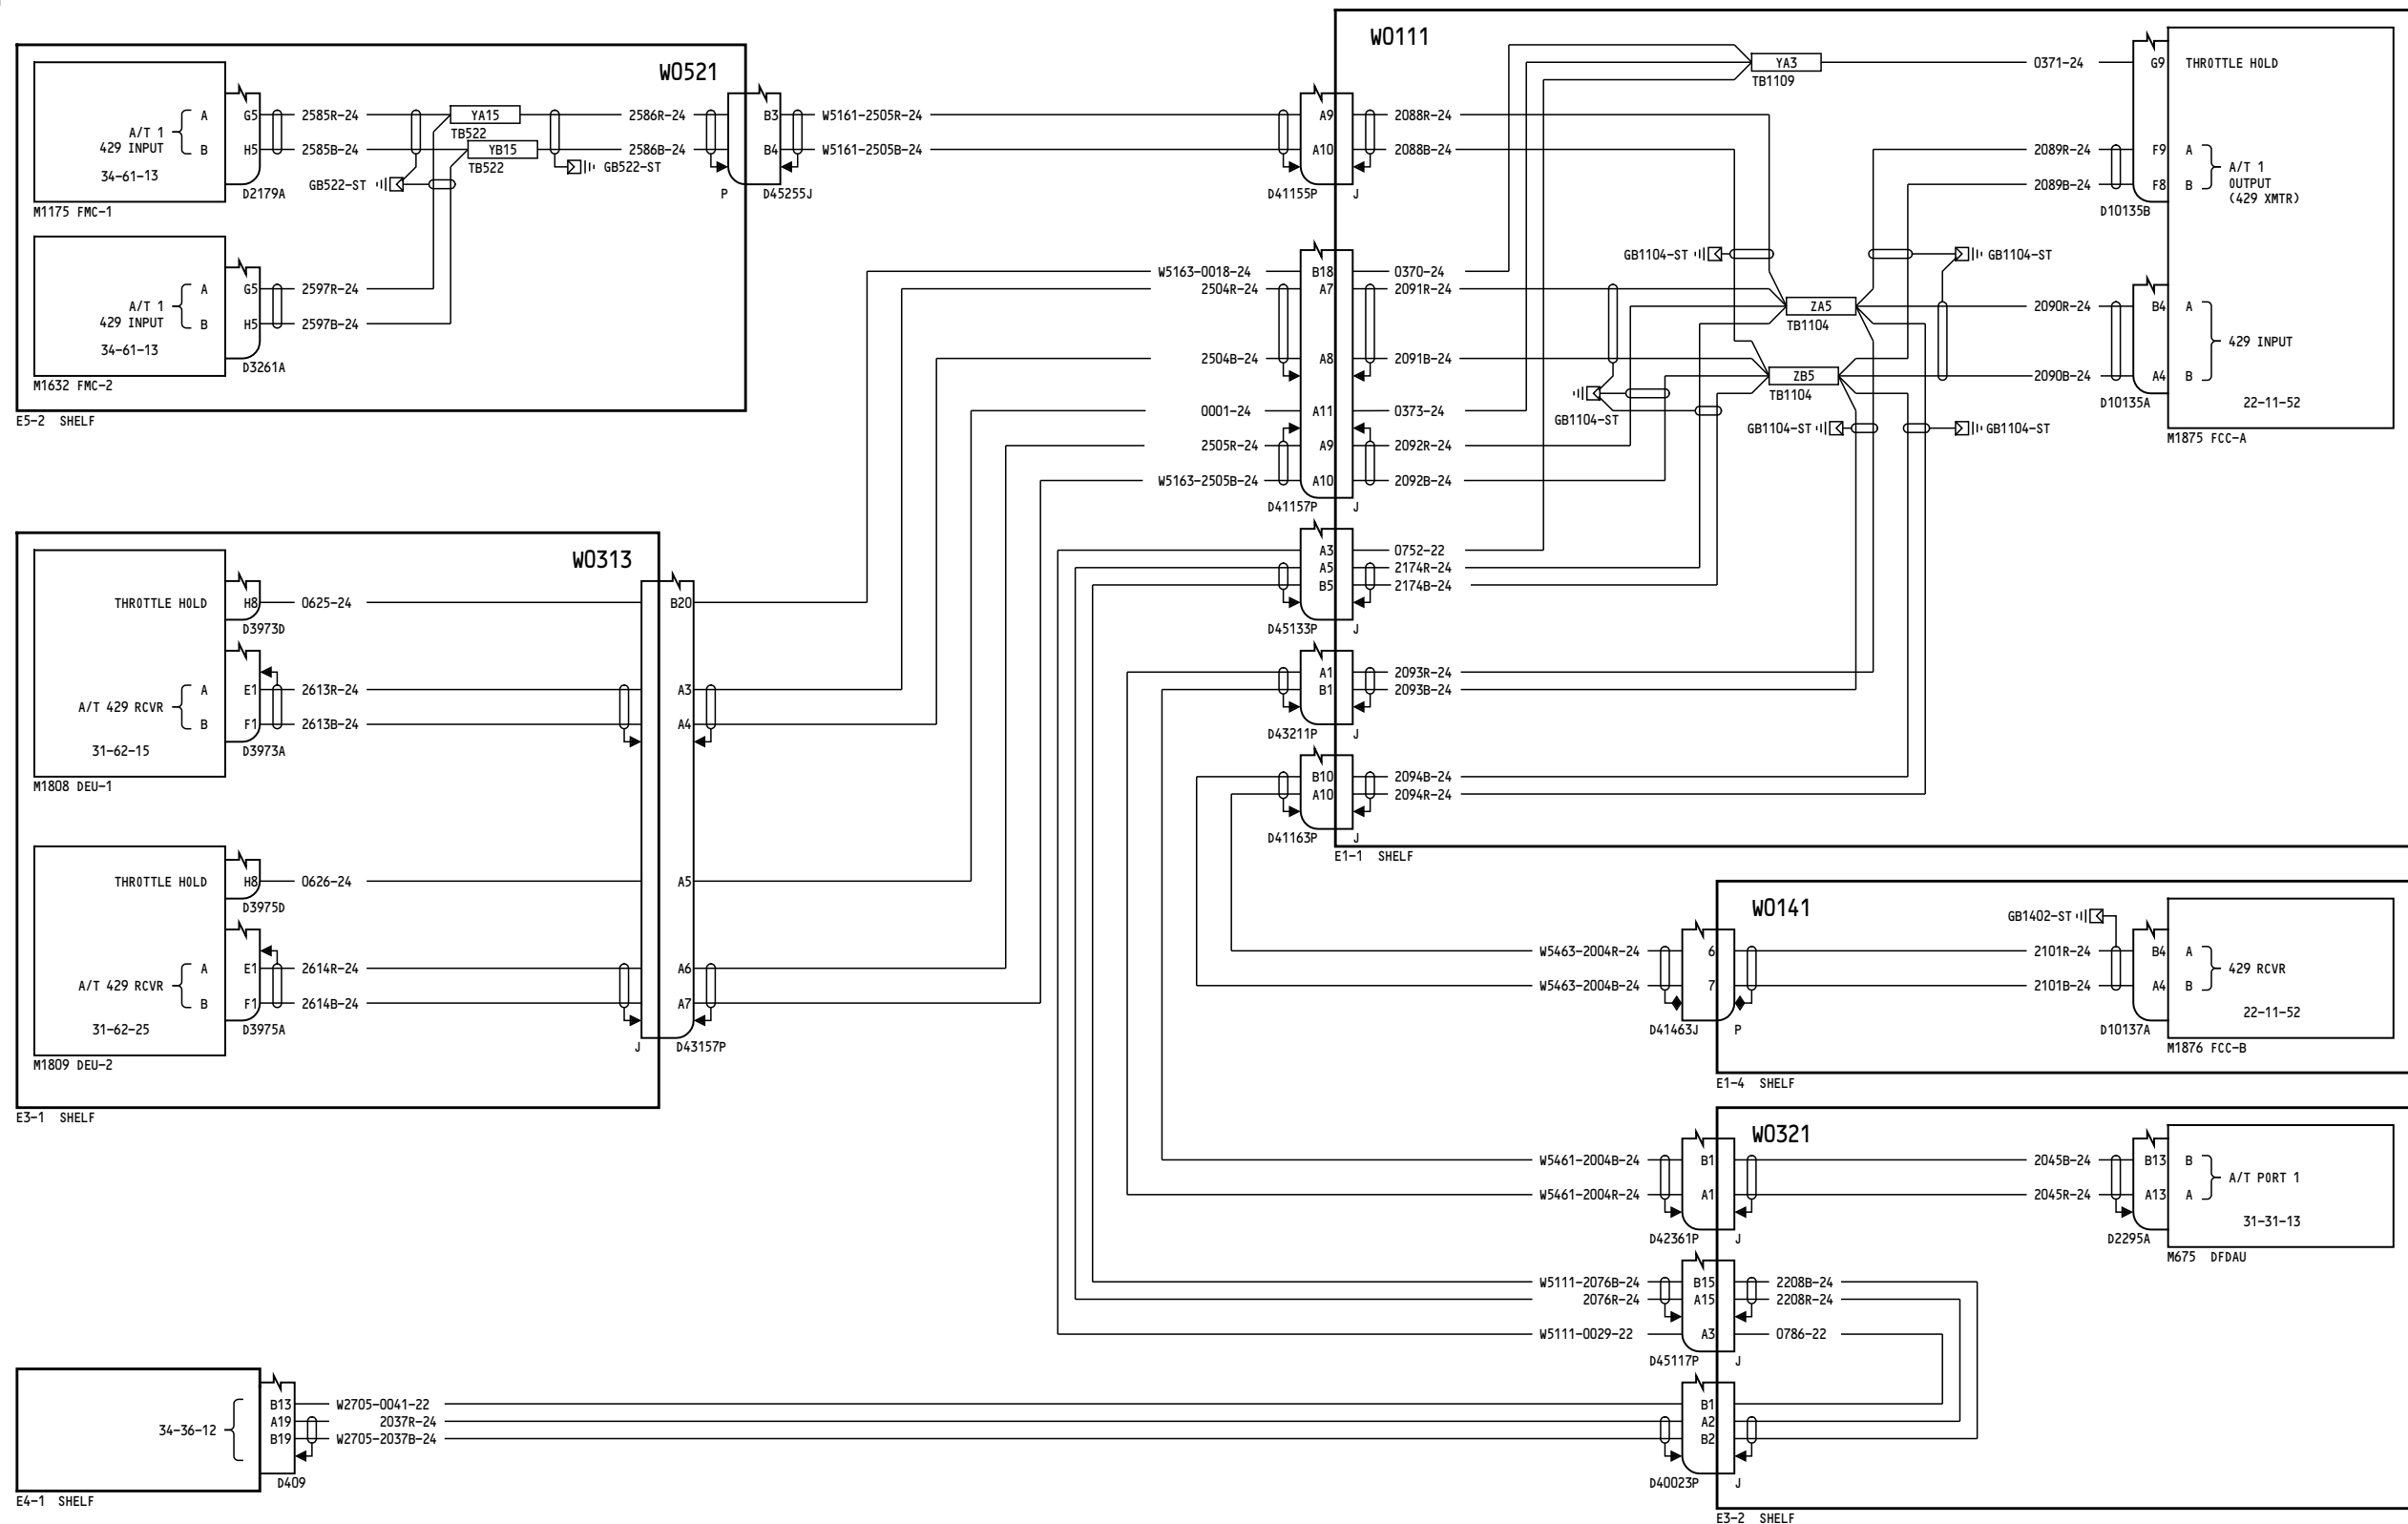 W0521
A/T 1
429 INPUT
34-61-13
A
B
G5
H5
2585R-24
2585B-24
YA15
TB522
YB15
TB522
2586R-24
2586B-24
GB522-ST
GB522-ST
B3
B4
P
D45255J
D2179A
M1175 FMC-1
A/T 1
429 INPUT
34-61-13
A
B
G5
H5
2597R-24
2597B-24
D3261A
M1632 FMC-2
E5-2 SHELF
W5161-2505R-24
W5161-2505B-24
W0111
A9
A10
D41155P
J
2088R-24
2088B-24
YA3
TB1109
0371-24
G9
THROTTLE HOLD
2089R-24
2089B-24
F9
F8
A
B
A/T 1
OUTPUT
(429 XMTR)
D10135B
GB1104-ST
GB1104-ST
W5163-0018-24
2504R-24
2504B-24
0001-24
2505R-24
W5163-2505B-24
B18
A7
A8
A11
A9
A10
D41157P
J
0370-24
2091R-24
2091B-24
0373-24
2092R-24
2092B-24
ZA5
TB1104
ZB5
TB1104
GB1104-ST
GB1104-ST
GB1104-ST
2090R-24
2090B-24
B4
A4
A
B
429 INPUT
22-11-52
D10135A
M1875 FCC-A
A3
A5
B5
D45133P
J
0752-22
2174R-24
2174B-24
A1
B1
D43211P
J
2093R-24
2093B-24
B10
A10
D41163P
J
2094B-24
2094R-24
E1-1 SHELF
W0313
THROTTLE HOLD
H8
0625-24
D3973D
A/T 429 RCVR
A
B
E1
F1
2613R-24
2613B-24
31-62-15
D3973A
M1808 DEU-1
B20
A3
A4
A5
A6
A7
J
D43157P
THROTTLE HOLD
H8
0626-24
D3975D
A/T 429 RCVR
A
B
E1
F1
2614R-24
2614B-24
31-62-25
D3975A
M1809 DEU-2
E3-1 SHELF
W0141
W5463-2004R-24
W5463-2004B-24
6
7
D41463J
P
GB1402-ST
2101R-24
2101B-24
B4
A4
A
B
429 RCVR
22-11-52
D10137A
M1876 FCC-B
E1-4 SHELF
W0321
W5461-2004B-24
W5461-2004R-24
B1
A1
D42361P
J
2045B-24
2045R-24
B13
A13
B
A
A/T PORT 1
31-31-13
D2295A
M675 DFDAU
W5111-2076B-24
2076R-24
W5111-0029-22
B15
A15
A3
D45117P
J
2208B-24
2208R-24
0786-22
34-36-12
B13
A19
B19
D409
W2705-0041-22
2037R-24
W2705-2037B-24
B1
A2
B2
D40023P
J
E4-1 SHELF
E3-2 SHELF